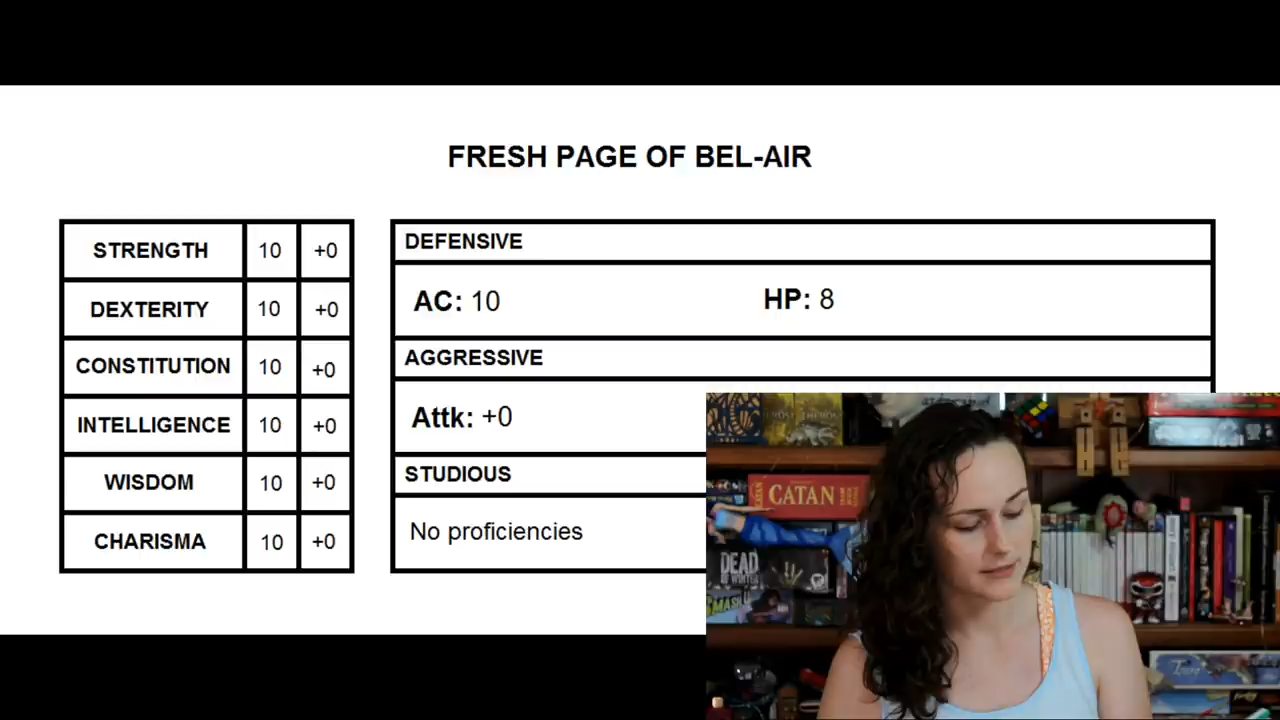 FRESH PAGE OF BEL-AIR
STRENGTH 10 +0
DEXTERITY 10 +0
CONSTITUTION 10 +0
INTELLIGENCE 10 +0
WISDOM 10 +0
CHARISMA 10 +0
DEFENSIVE
AC: 10 HP: 8
AGGRESSIVE
Attk: +0
STUDIOUS
No proficiencies
CATAN
DEAD
OF WINTER
SMASH